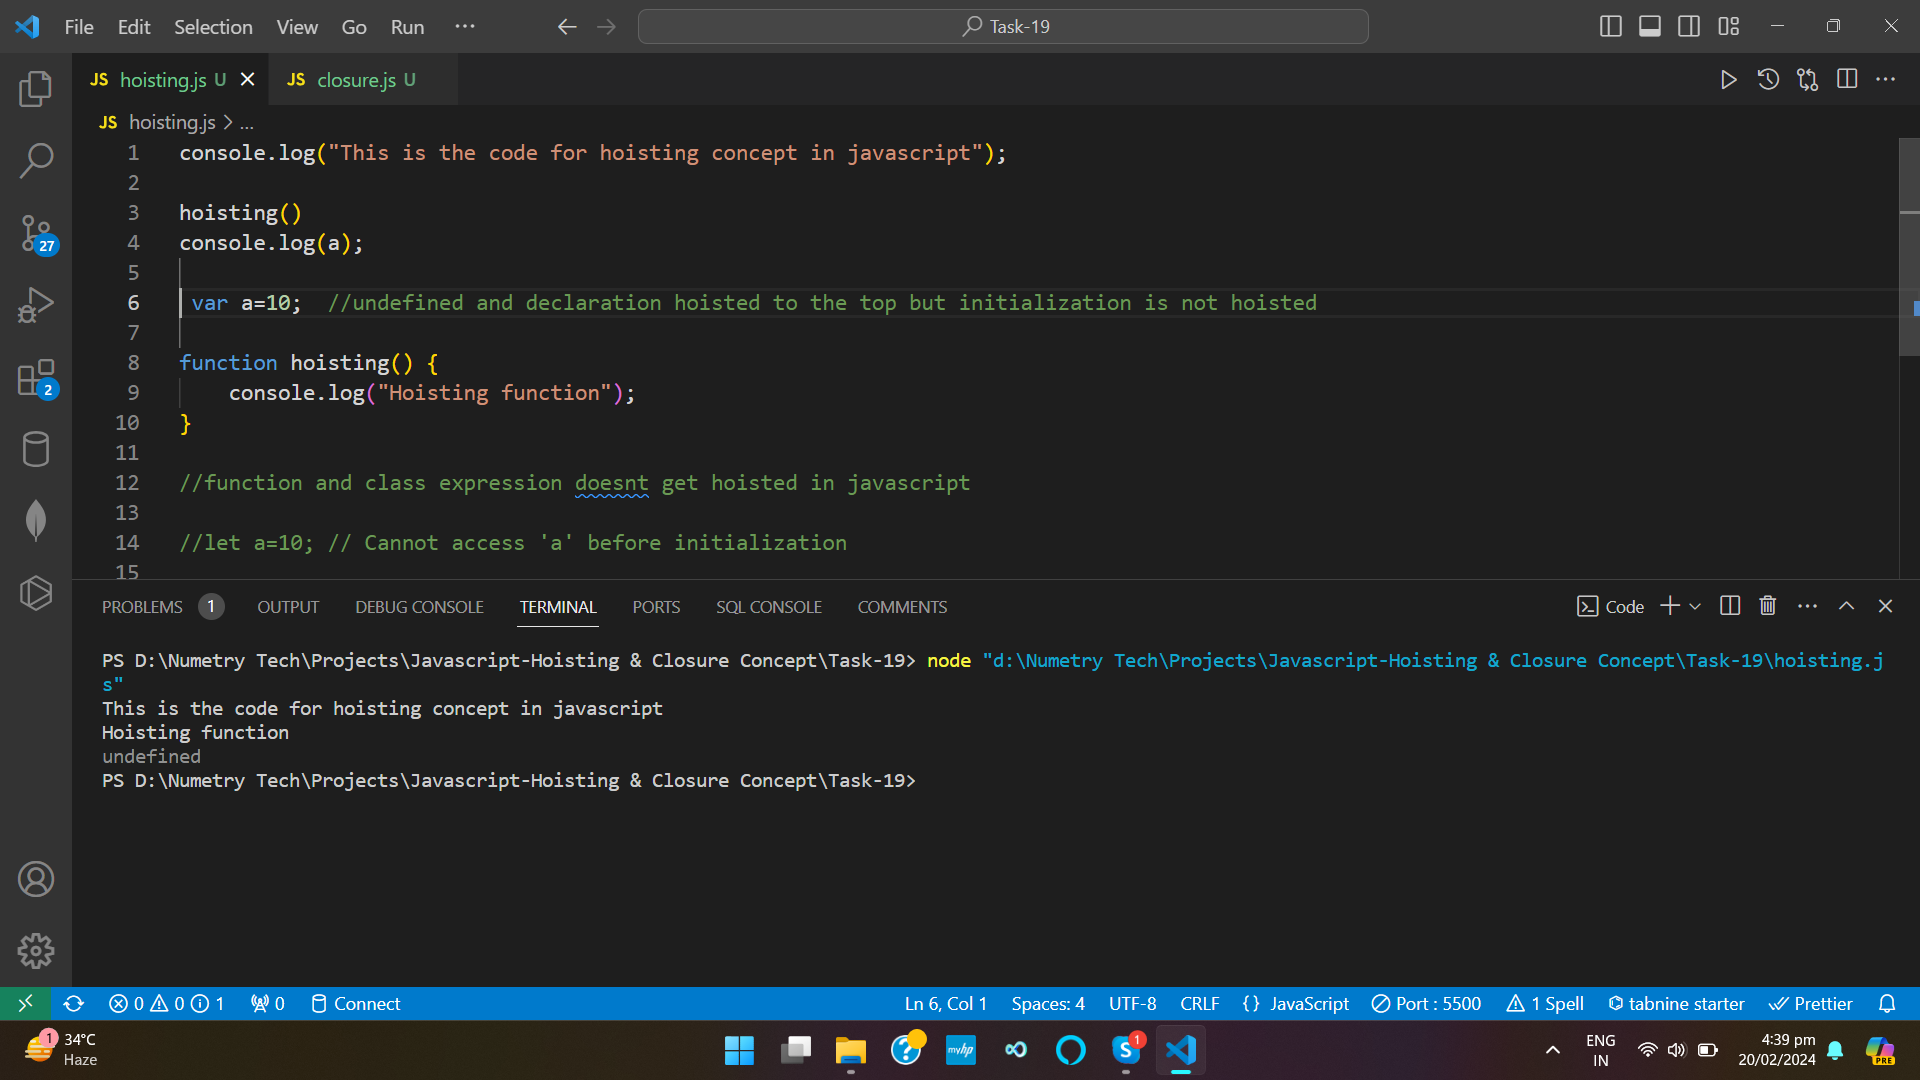 File Edit Selection View Go Run ··· Task-19
JS hoisting.js U JS closure.js U
JS hoisting.js > ...
1 console.log("This is the code for hoisting concept in javascript");
2
3 hoisting()
4 console.log(a);
5
6 var a=10; //undefined and declaration hoisted to the top but initialization is not hoisted
7
8 function hoisting() {
9 console.log("Hoisting function");
10 }
11
12 //function and class expression doesnt get hoisted in javascript
13
14 //let a=10; // Cannot access 'a' before initialization
15
27
2
PROBLEMS 1 OUTPUT DEBUG CONSOLE TERMINAL PORTS SQL CONSOLE COMMENTS Code
PS D:\Numetry Tech\Projects\Javascript-Hoisting & Closure Concept\Task-19> node "d:\Numetry Tech\Projects\Javascript-Hoisting & Closure Concept\Task-19\hoisting.j
s"
This is the code for hoisting concept in javascript
Hoisting function
undefined
PS D:\Numetry Tech\Projects\Javascript-Hoisting & Closure Concept\Task-19>
0 0 1 0 Connect Ln 6, Col 1 Spaces: 4 UTF-8 CRLF {} JavaScript Port : 5500 1 Spell tabnine starter Prettier
1 34°C
Haze
myhp
S 1
ENG
IN
4:39 pm
20/02/2024
PRE